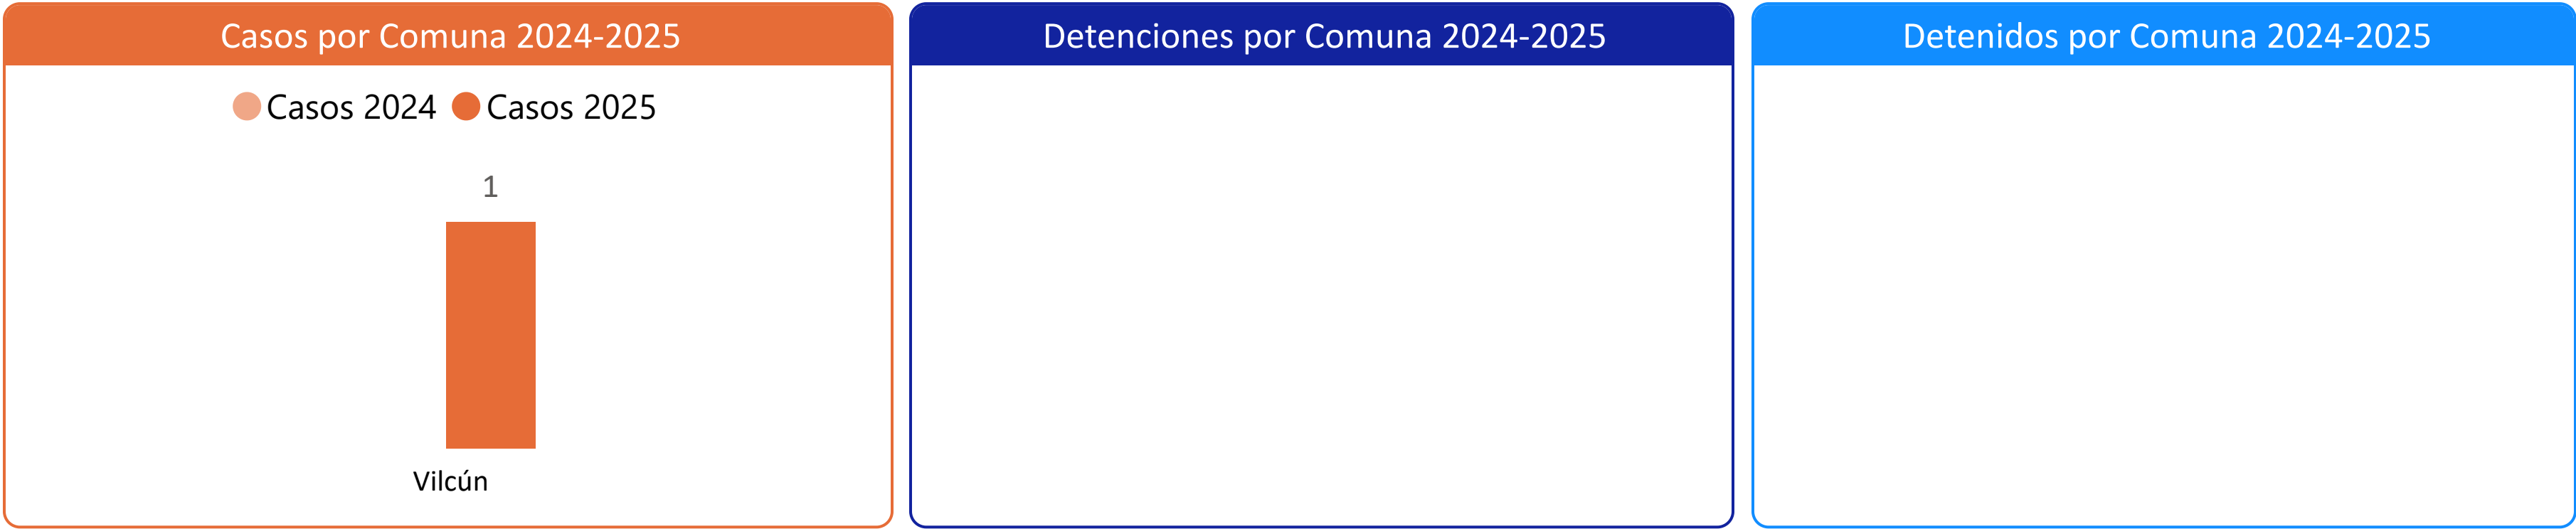 Casos por Comuna 2024-2025
Casos 2024 Casos 2025
1
Vilcún
Detenciones por Comuna 2024-2025
Detenidos por Comuna 2024-2025